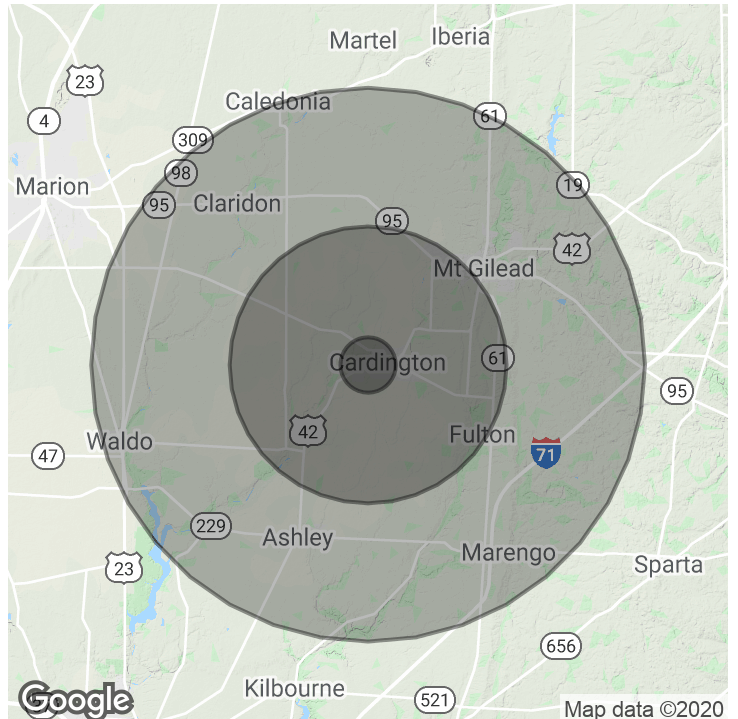 Martel
Iberia
23
Caledonia
61
4
309
98
19
Marion
95
Claridon
95
42
Mt Gilead
Cardington
61
95
42
Fulton
Waldo
47
71
229
Ashley
Marengo
23
Sparta
656
Kilbourne
521
Google
Map data ©2020